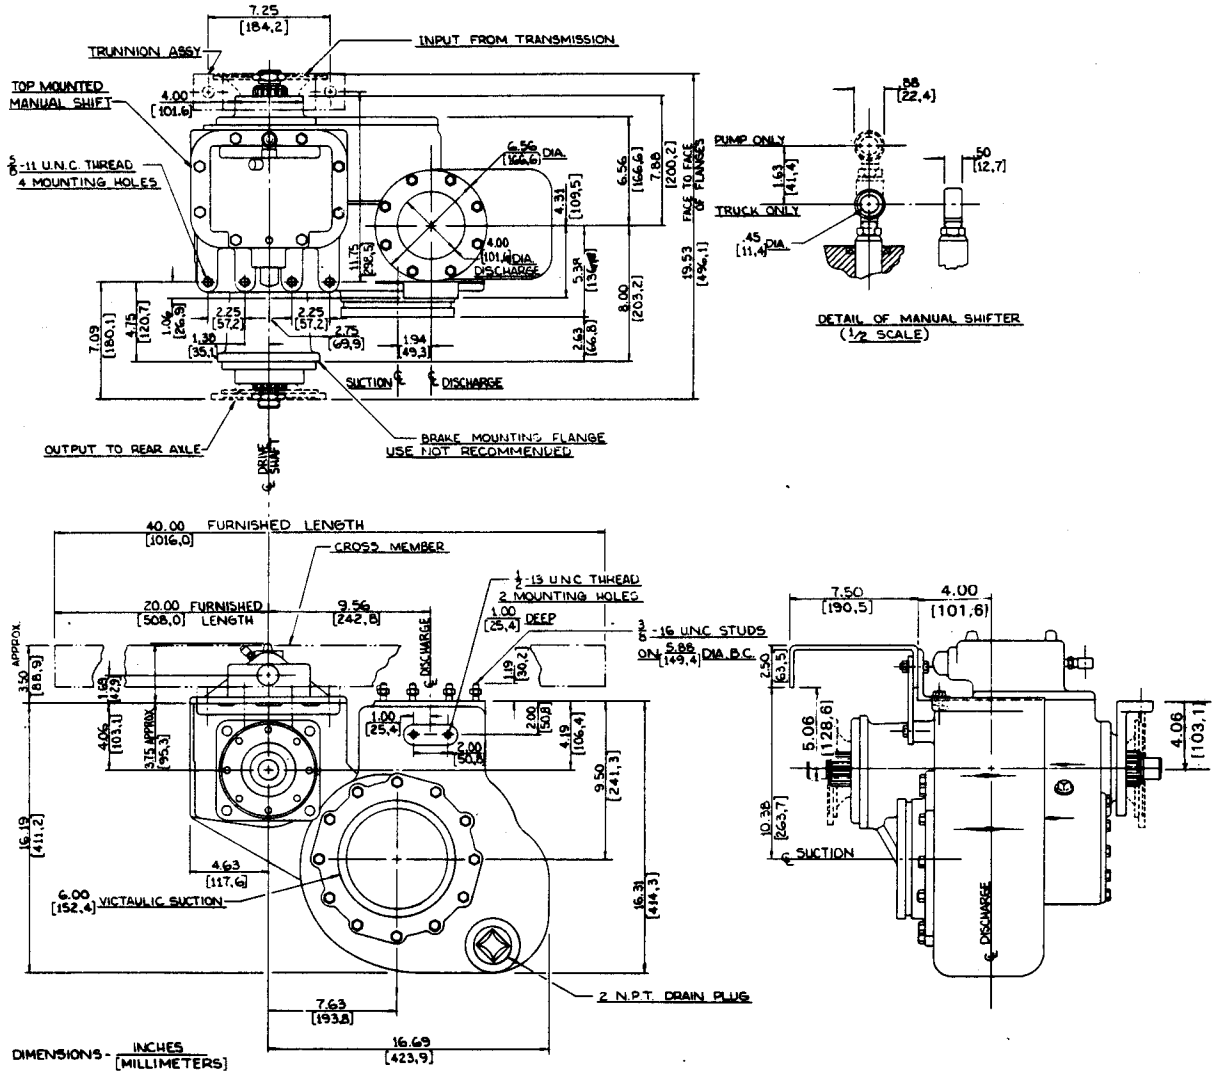 7.25
[184,2]
TRUNNION ASSY
INPUT FROM TRANSMISSION
TOP MOUNTED
MANUAL SHIFT
4.00
[101.6]
5/8-11 U.N.C. THREAD
4 MOUNTING HOLES
6.56
[166,6] DIA.
4.31
[109,5]
6.56
[166.6]
7.88
[200,2]
FACE TO FACE
OF FLANGES
19.53
[496,1]
4.00
[101,6] DIA.
DISCHARGE
11.75
[298,5]
5.38
8.00
[203,2]
2.63
[66,8]
7.09
[180,1]
4.75
[120,7]
1.06
[26,9]
2.25
[57,2]
2.25
[57,2]
1.38
[35,1
2.75
[69,9]
1.94
[49,3]
SUCTION ℄
℄ DISCHARGE
OUTPUT TO REAR AXLE
℄ DRIVE
SHAFT
BRAKE MOUNTING FLANGE
USE NOT RECOMMENDED
.88
[22,4]
PUMP ONLY
1.63
[41,4]
.50
[12,7]
TRUCK ONLY
.45
[11,4] DIA.
DETAIL OF MANUAL SHIFTER
(1/2 SCALE)
40.00 FURNISHED LENGTH
[1016,0]
CROSS MEMBER
20.00 FURNISHED
[508,0] LENGTH
9.56
[242,8]
1/2-13 U.N.C THREAD
2 MOUNTING HOLES
1.00
[25,4] DEEP
3/8-16 U.N.C STUDS
ON 5.88
[149,4] DIA. B.C.
3.50 APPROX.
[88,9]
1.69
[42,9]
℄ DISCHARGE
1.19
[30,2]
4.06
[103,1]
3.75 APPROX.
[95,3]
1.00
[25,4]
2.00
[50,8
2.00
[50,8]
4.19
[106,4]
9.50
[241,3]
16.19
[411,2]
4.63
[117,6]
6.00
[152,4] VICTAULIC SUCTION
16.31
[414,3]
2 N.P.T. DRAIN PLUG
7.63
[193.8]
16.69
[423,9]
7.50
[190,5]
4.00
[101,6]
2.50
63,5]
5.06
[128,6]
4.06
[103,1]
10.38
[263,7]
℄ SUCTION
℄ DISCHARGE
DIMENSIONS - INCHES
[MILLIMETERS]